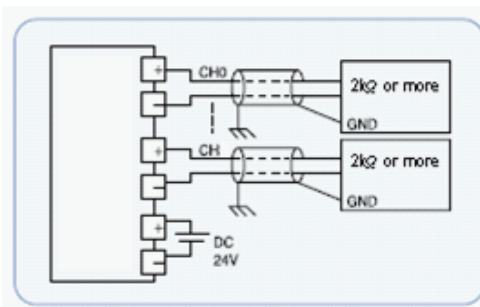 +
CH0
2kΩ or more
−
GND
+
CH
2kΩ or more
−
GND
+
DC
24V
−